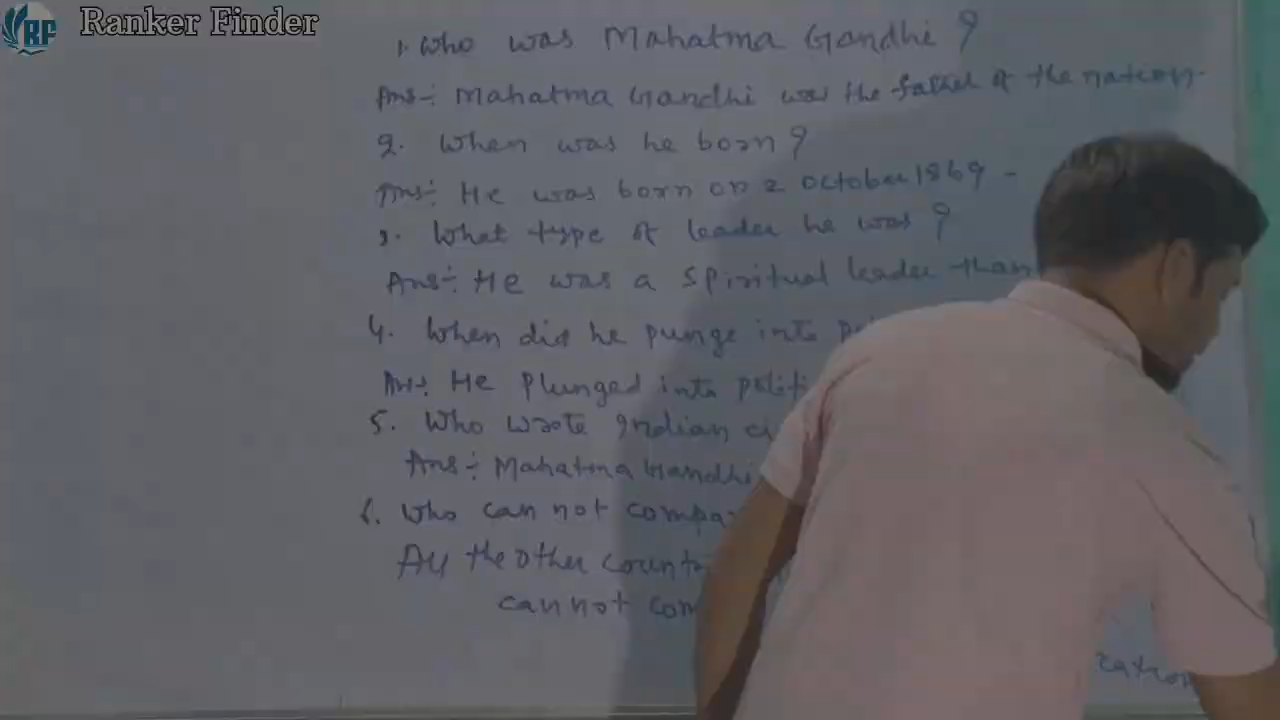 RF Ranker Finder
1. Who was Mahatma Gandhi ?
Ans÷ Mahatma Gandhi was the father of the nation.
2. When was he born ?
Ans÷ He was born on 2 October 1869 -
3. What type of leader he was ?
Ans÷ He was a Spiritual leader than
4. When did he punge into
Ans÷ He plunged into
5. Who wrote Indian
Ans÷ Mahatma Gandhi
6. Who can not
All the other
cannot